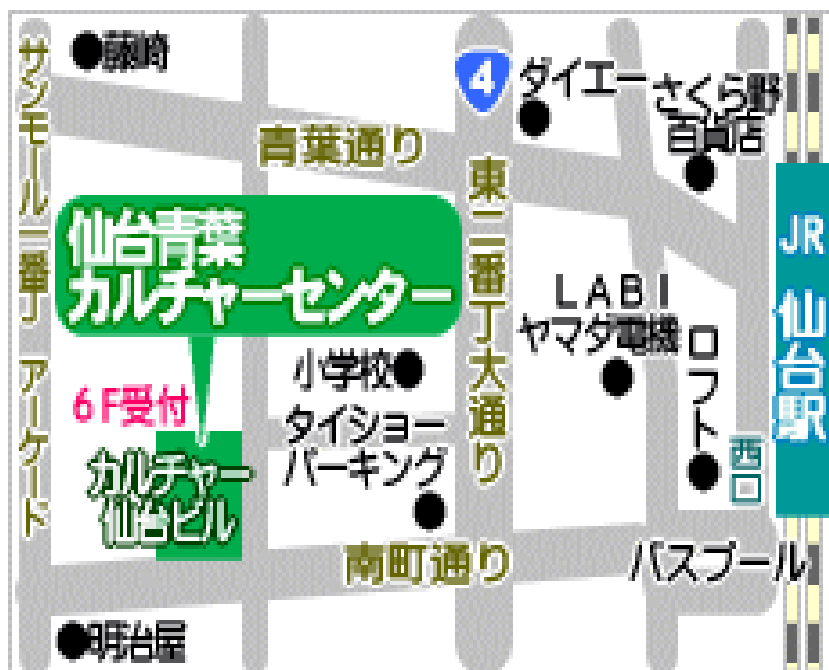 藤崎
4
ダイエー
さくら野
百貨店
サンモール一番丁 アーケード
青葉通り
東二番丁大通り
JR 仙台駅
仙台青葉
カルチャーセンター
LABI
ヤマダ電機
ロフト
小学校
6F受付
タイショー
パーキング
西口
カルチャー
仙台ビル
南町通り
バスプール
明治屋